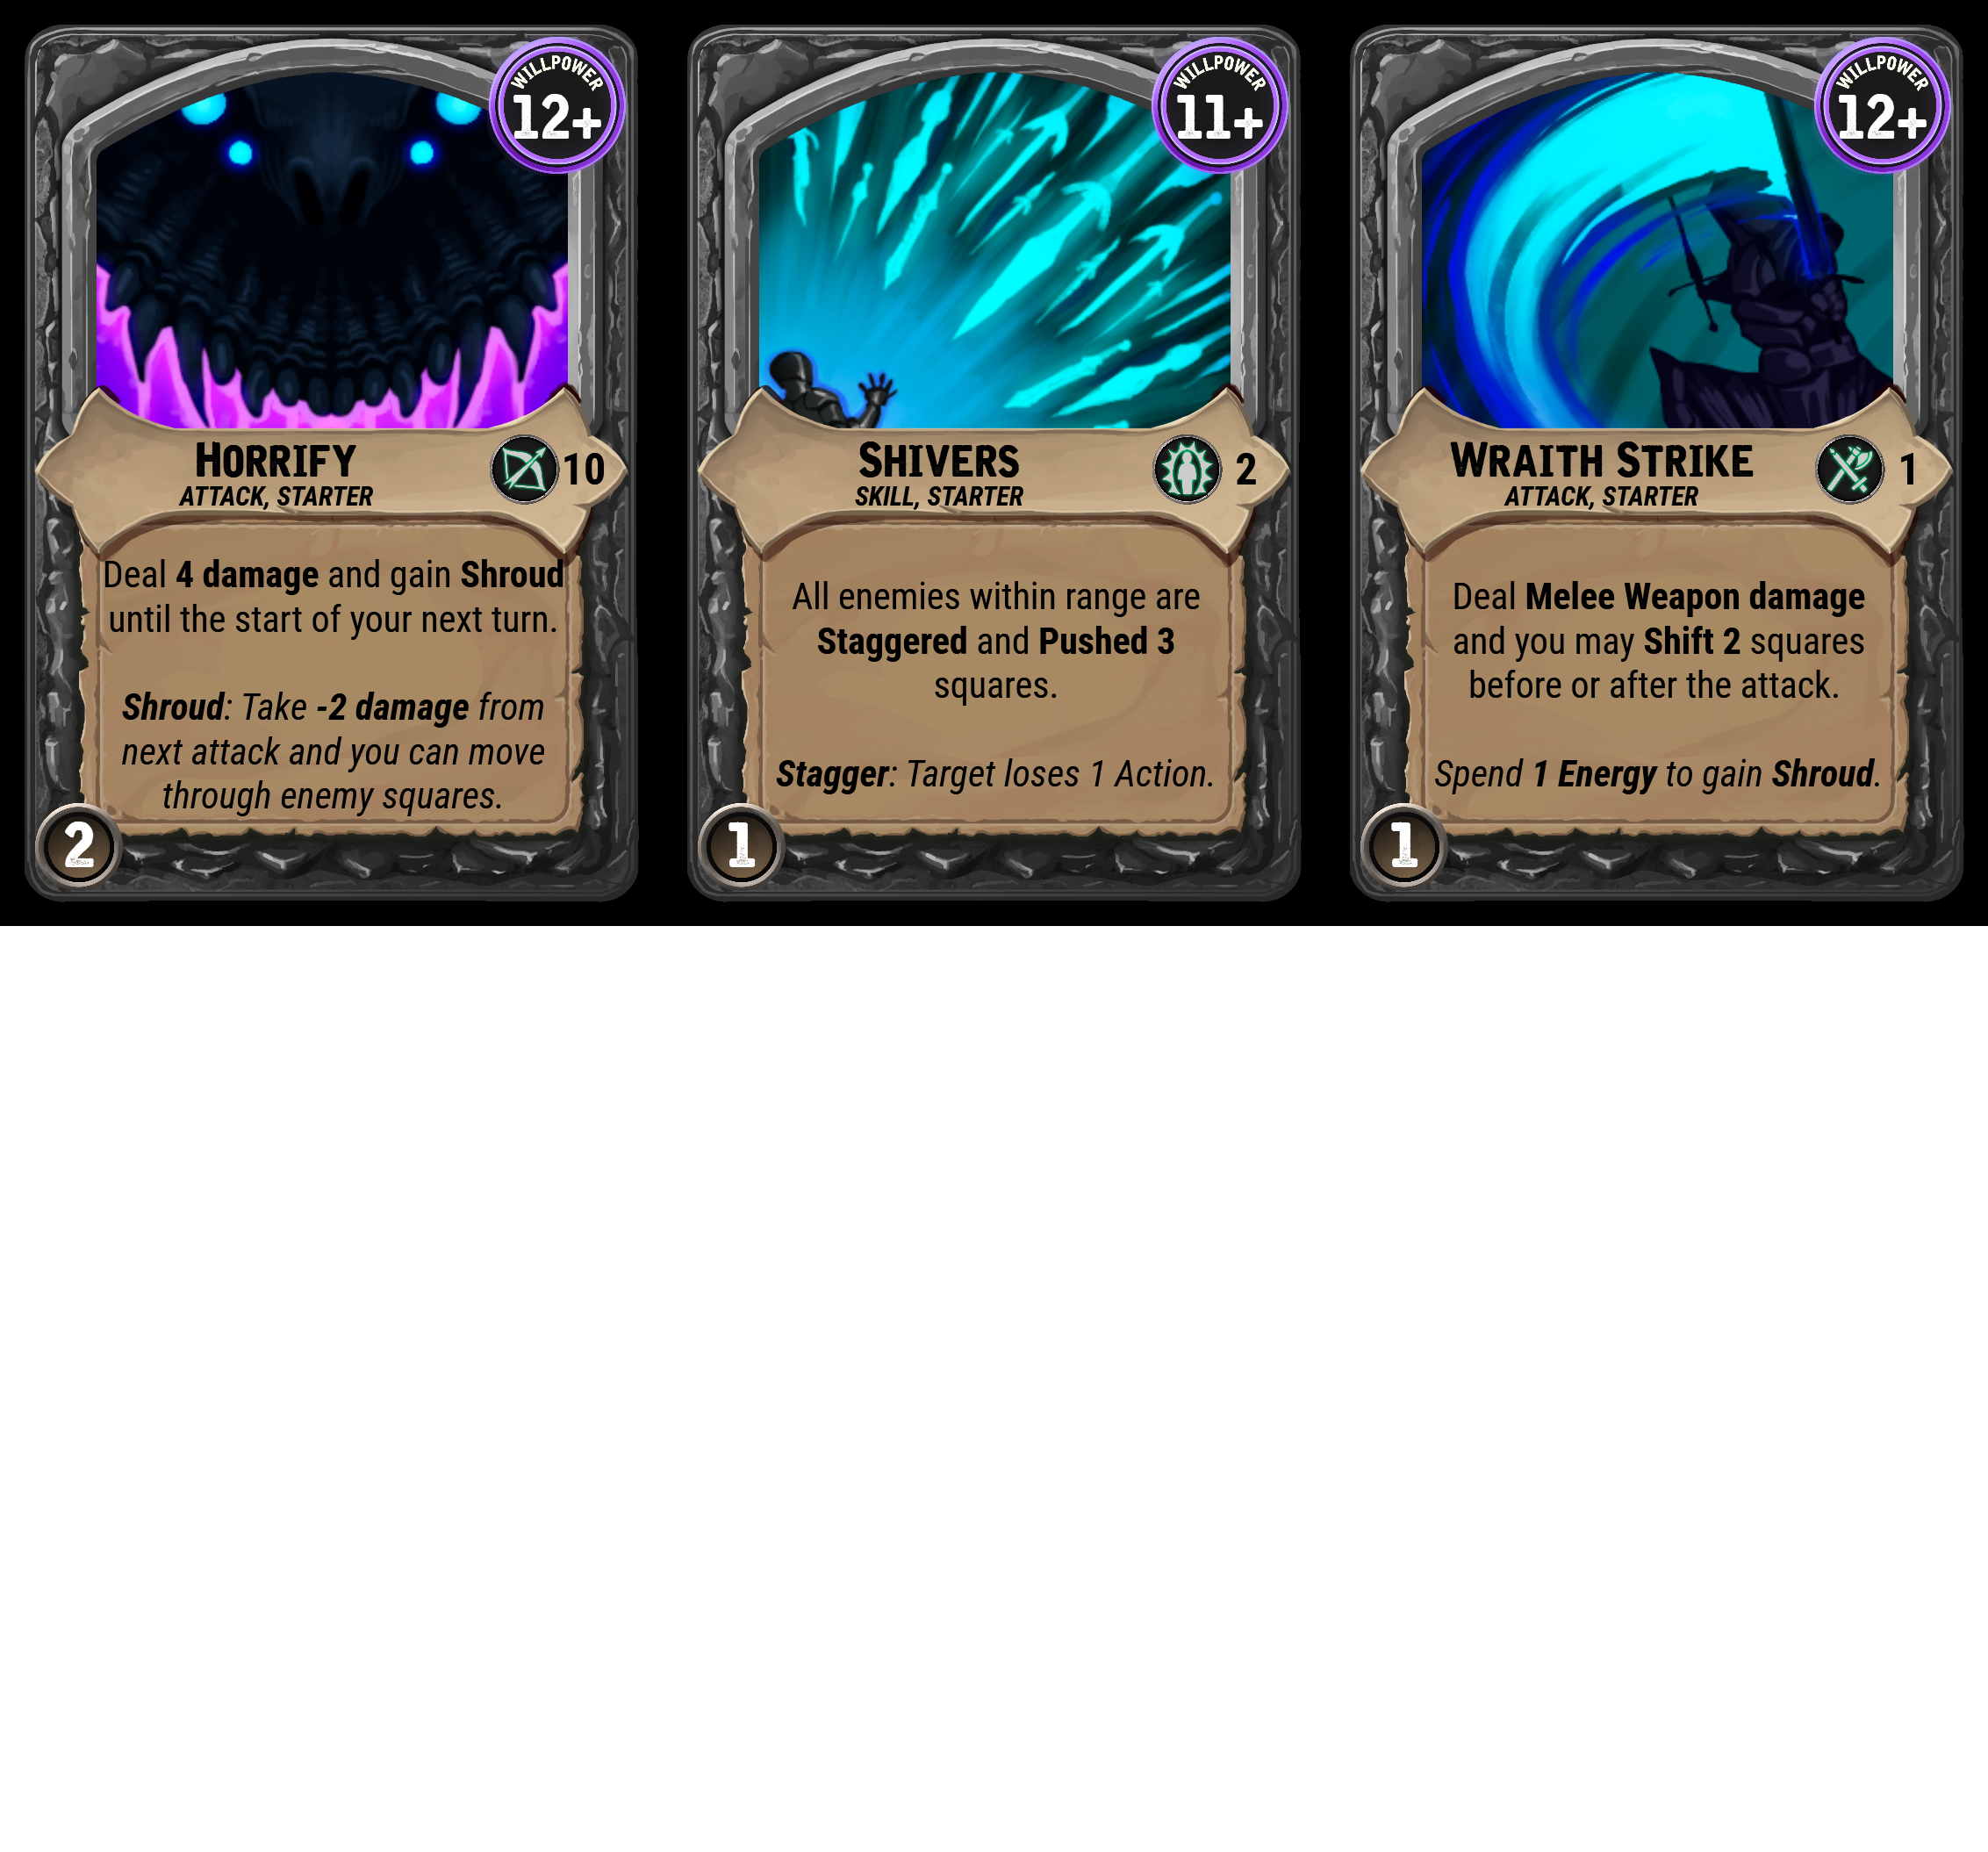 WILLPOWER
12+
HORRIFY
ATTACK, STARTER
10
Deal 4 damage and gain Shroud
until the start of your next turn.
Shroud: Take -2 damage from
next attack and you can move
through enemy squares.
2
WILLPOWER
11+
SHIVERS
SKILL, STARTER
2
All enemies within range are
Staggered and Pushed 3
squares.
Stagger: Target loses 1 Action.
1
WILLPOWER
12+
WRAITH STRIKE
ATTACK, STARTER
1
Deal Melee Weapon damage
and you may Shift 2 squares
before or after the attack.
Spend 1 Energy to gain Shroud.
1